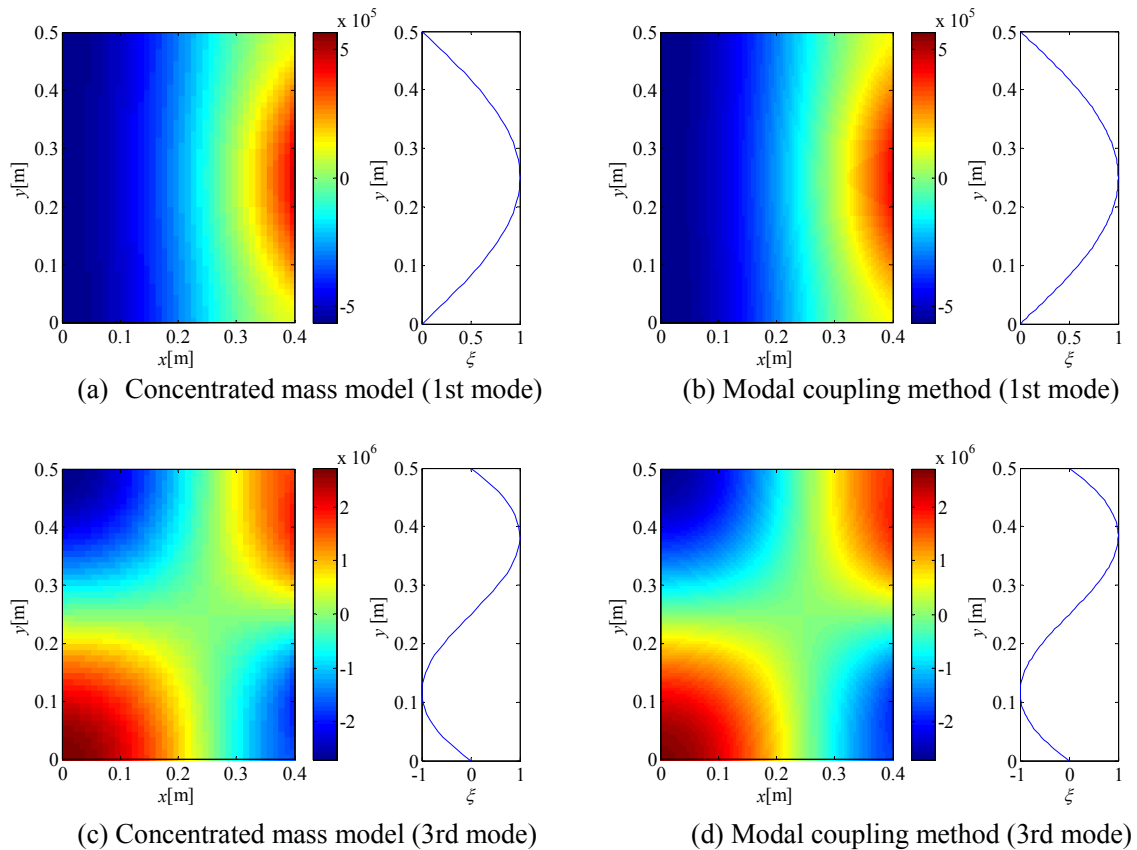 x 10^5
x 10^5
0.5 0.4 0.3 0.2 0.1 0
y[m]
0 0.1 0.2 0.3 0.4
x[m]
5 0 -5
0.5 0.4 0.3 0.2 0.1 0
y [m]
0 0.5 1
ξ
0.5 0.4 0.3 0.2 0.1 0
y[m]
0 0.1 0.2 0.3 0.4
x[m]
5 0 -5
0.5 0.4 0.3 0.2 0.1 0
y [m]
0 0.5 1
ξ
(a) Concentrated mass model (1st mode)
(b) Modal coupling method (1st mode)
x 10^6
x 10^6
0.5 0.4 0.3 0.2 0.1 0
y[m]
0 0.1 0.2 0.3 0.4
x[m]
2 1 0 -1 -2
0.5 0.4 0.3 0.2 0.1 0
y [m]
-1 0 1
ξ
0.5 0.4 0.3 0.2 0.1 0
y[m]
0 0.1 0.2 0.3 0.4
x[m]
2 1 0 -1 -2
0.5 0.4 0.3 0.2 0.1 0
y [m]
-1 0 1
ξ
(c) Concentrated mass model (3rd mode)
(d) Modal coupling method (3rd mode)